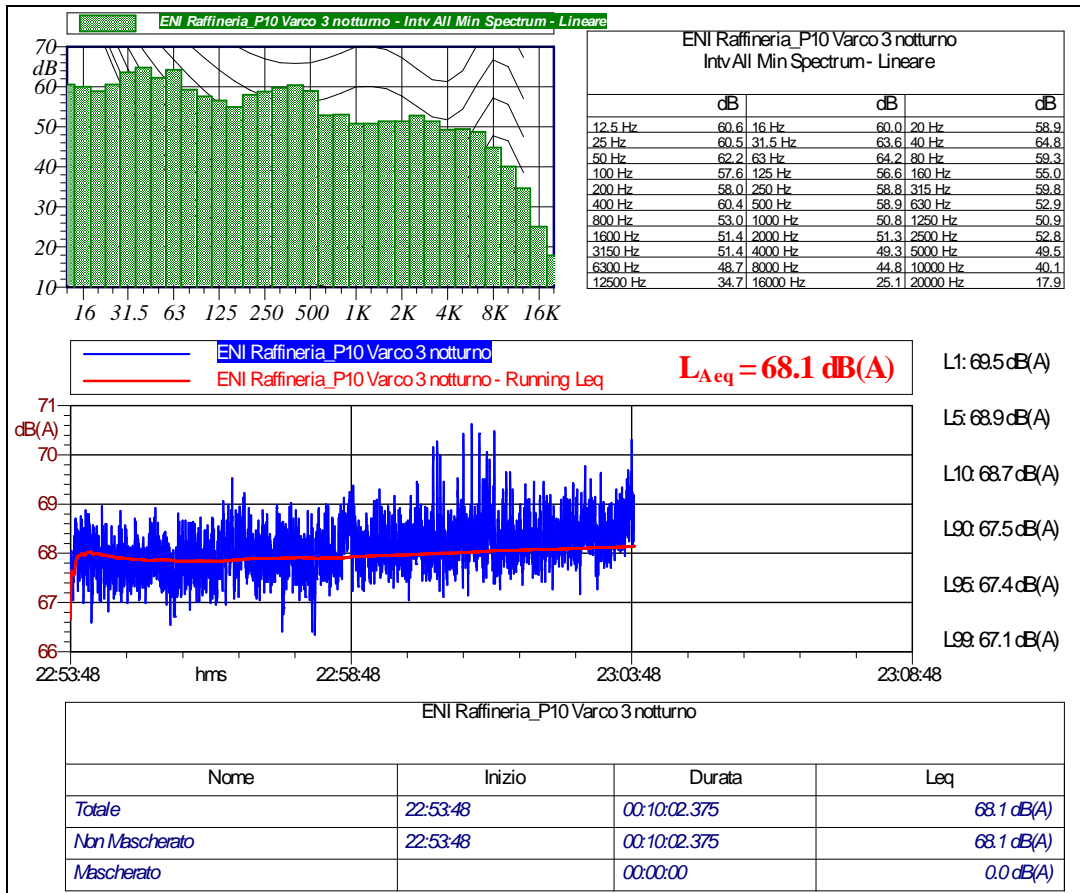 ENI Raffineria_P10 Varco 3 notturno - Intv All Min Spectrum - Lineare
70
dB
60
50
40
30
20
10
16 31.5 63 125 250 500 1K 2K 4K 8K 16K
ENI Raffineria_P10 Varco 3 notturno
Intv All Min Spectrum - Lineare
dB dB dB
12.5 Hz 60.6 16 Hz 60.0 20 Hz 58.9
25 Hz 60.5 31.5 Hz 63.6 40 Hz 64.8
50 Hz 62.2 63 Hz 64.2 80 Hz 59.3
100 Hz 57.6 125 Hz 56.6 160 Hz 55.0
200 Hz 58.0 250 Hz 58.8 315 Hz 59.8
400 Hz 60.4 500 Hz 58.9 630 Hz 52.9
800 Hz 53.0 1000 Hz 50.8 1250 Hz 50.9
1600 Hz 51.4 2000 Hz 51.3 2500 Hz 52.8
3150 Hz 51.4 4000 Hz 49.3 5000 Hz 49.5
6300 Hz 48.7 8000 Hz 44.8 10000 Hz 40.1
12500 Hz 34.7 16000 Hz 25.1 20000 Hz 17.9
ENI Raffineria_P10 Varco 3 notturno
ENI Raffineria_P10 Varco 3 notturno - Running Leq
LAeq = 68.1 dB(A)
71
dB(A)
70
69
68
67
66
22:53:48 hms 22:58:48 23:03:48 23:08:48
L1: 69.5 dB(A)
L5: 68.9 dB(A)
L10: 68.7 dB(A)
L90: 67.5 dB(A)
L95: 67.4 dB(A)
L99: 67.1 dB(A)
ENI Raffineria_P10 Varco 3 notturno
Nome Inizio Durata Leq
Totale 22:53:48 00:10:02.375 68.1 dB(A)
Non Mascherato 22:53:48 00:10:02.375 68.1 dB(A)
Mascherato 00:00:00 0.0 dB(A)